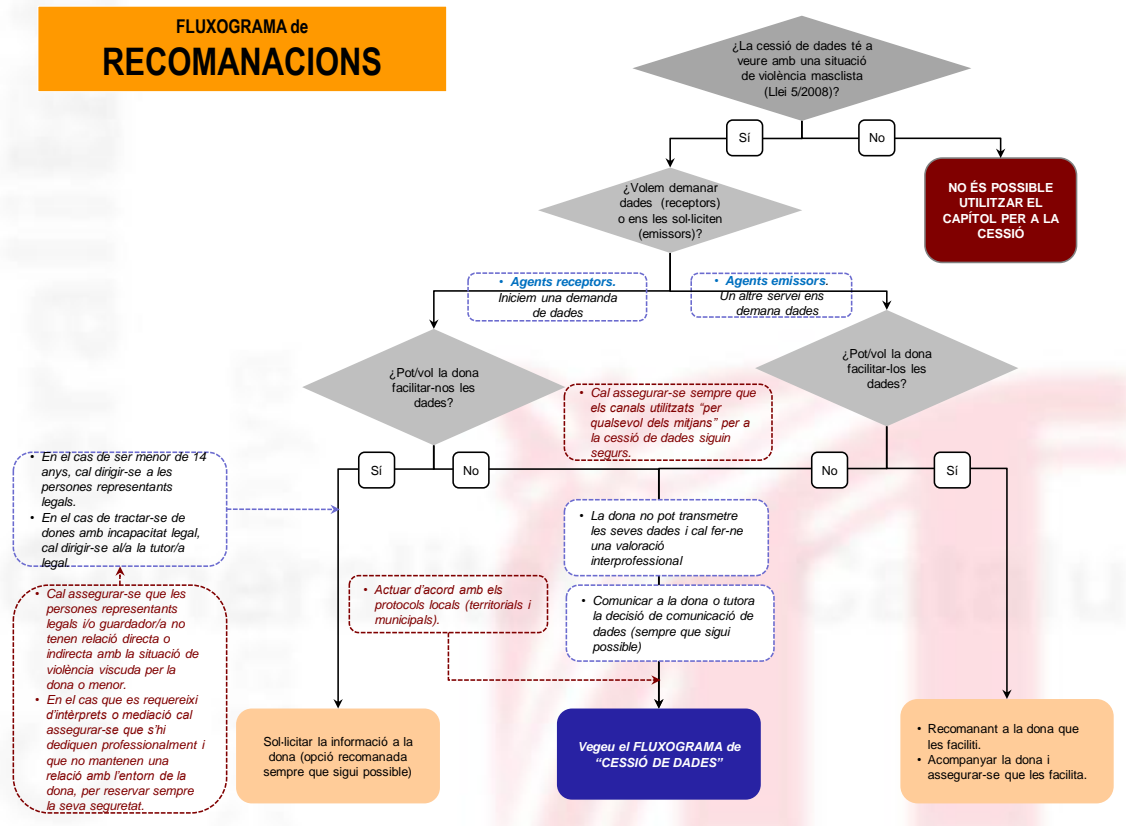 FLUXOGRAMA de
RECOMANACIONS
¿La cessió de dades té a
veure amb una situació
de violència masclista
(Llei 5/2008)?
Sí
No
NO ÉS POSSIBLE
UTILITZAR EL
CAPÍTOL PER A LA
CESSIÓ
¿Volem demanar
dades (receptors)
o ens les sol·liciten
(emissors)?
• Agents receptors.
Iniciem una demanda
de dades
• Agents emissors.
Un altre servei ens
demana dades
¿Pot/vol la dona
facilitar-nos les
dades?
¿Pot/vol la dona
facilitar-los les
dades?
• Cal assegurar-se sempre que
els canals utilitzats “per
qualsevol dels mitjans” per a
la cessió de dades siguin
segurs.
Sí
No
No
Sí
• En el cas de ser menor de 14
anys, cal dirigir-se a les
persones representants
legals.
• En el cas de tractar-se de
dones amb incapacitat legal,
cal dirigir-se al/a la tutor/a
legal.
• La dona no pot transmetre
les seves dades i cal fer-ne
una valoració
interprofessional
• Cal assegurar-se que les
persones representants
legals i/o guardador/a no
tenen relació directa o
indirecta amb la situació de
violència viscuda per la
dona o menor.
• En el cas que es requereixi
d’intèrprets o mediació cal
assegurar-se que s’hi
dediquen professionalment i
que no mantenen una
relació amb l’entorn de la
dona, per reservar sempre
la seva seguretat.
• Actuar d’acord amb els
protocols locals (territorials i
municipals).
• Comunicar a la dona o tutora
la decisió de comunicació de
dades (sempre que sigui
possible)
Sol·licitar la informació a la
dona (opció recomanada
sempre que sigui possible)
Vegeu el FLUXOGRAMA de
“CESSIÓ DE DADES”
• Recomanant a la dona que
les faciliti.
• Acompanyar la dona i
assegurar-se que les facilita.